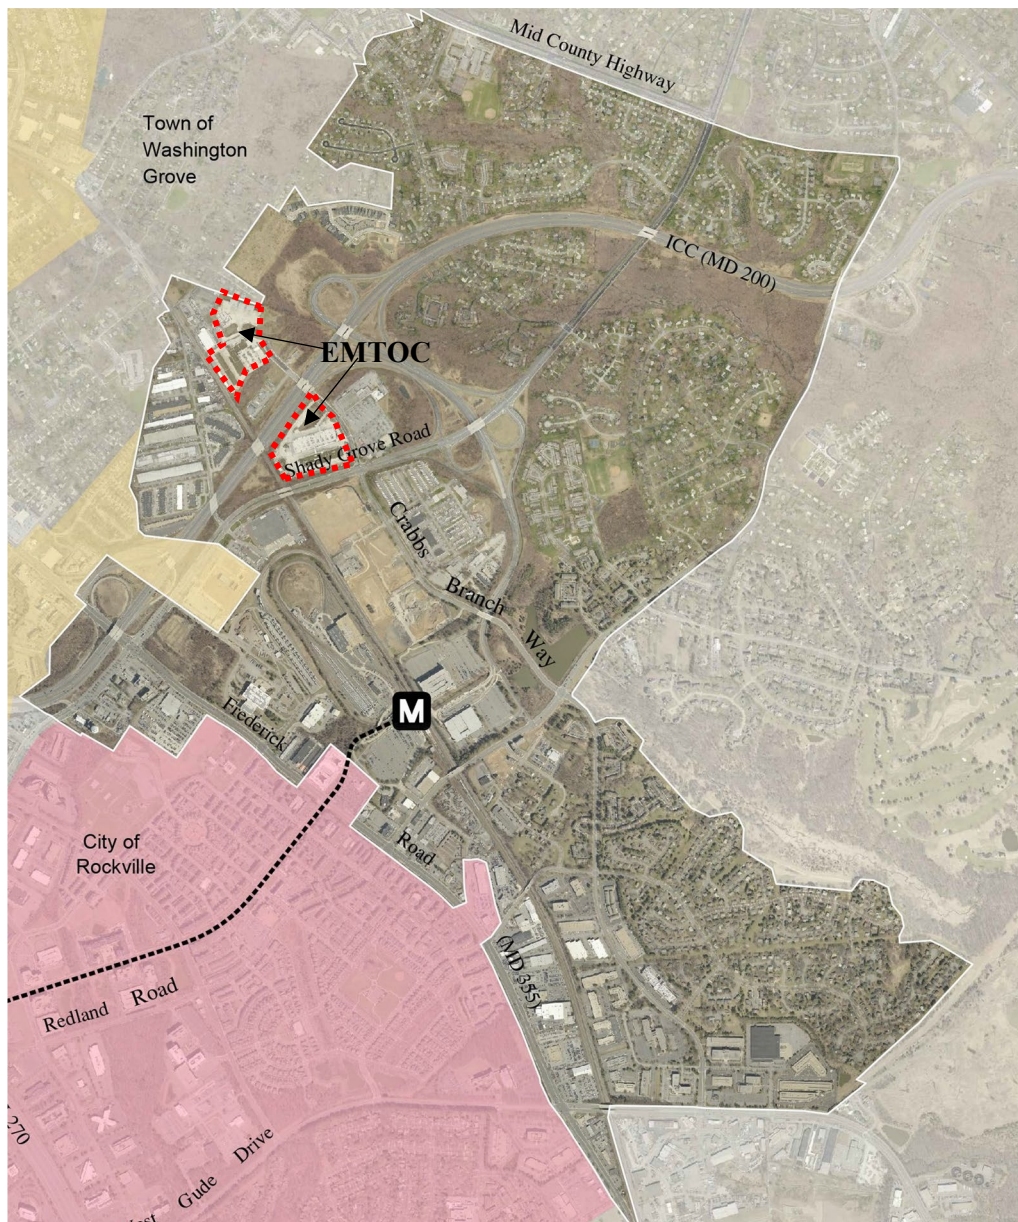 Mid County Highway
Town of
Washington
Grove
ICC (MD 200)
EMTOC
Shady Grove Road
Crabbs
Branch
Way
M
Frederick
Road
City of
Rockville
(MD 355)
Redland Road
270
Gude Drive